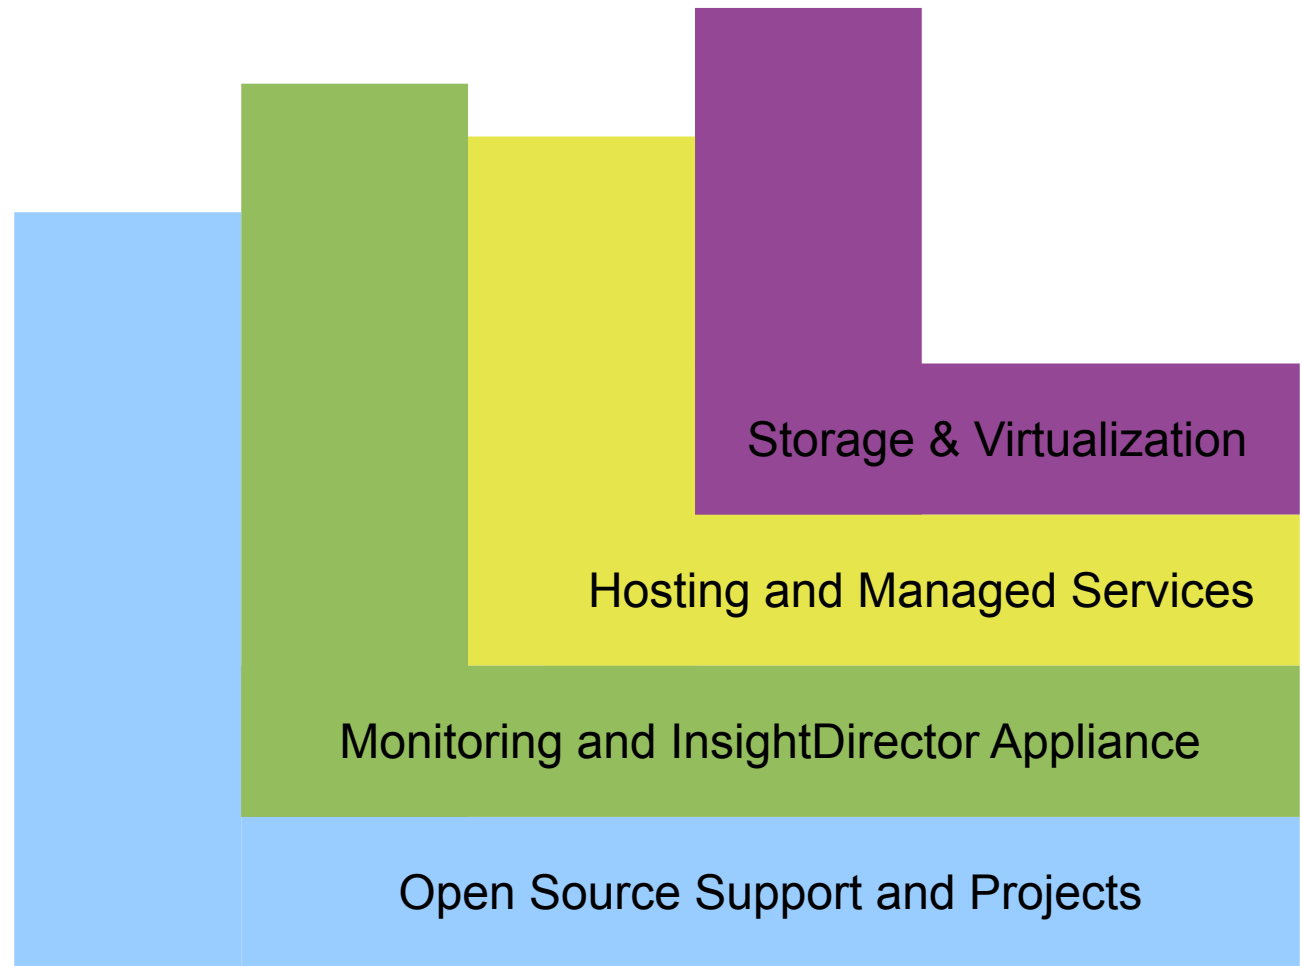 Storage & Virtualization
Hosting and Managed Services
Monitoring and InsightDirector Appliance
Open Source Support and Projects